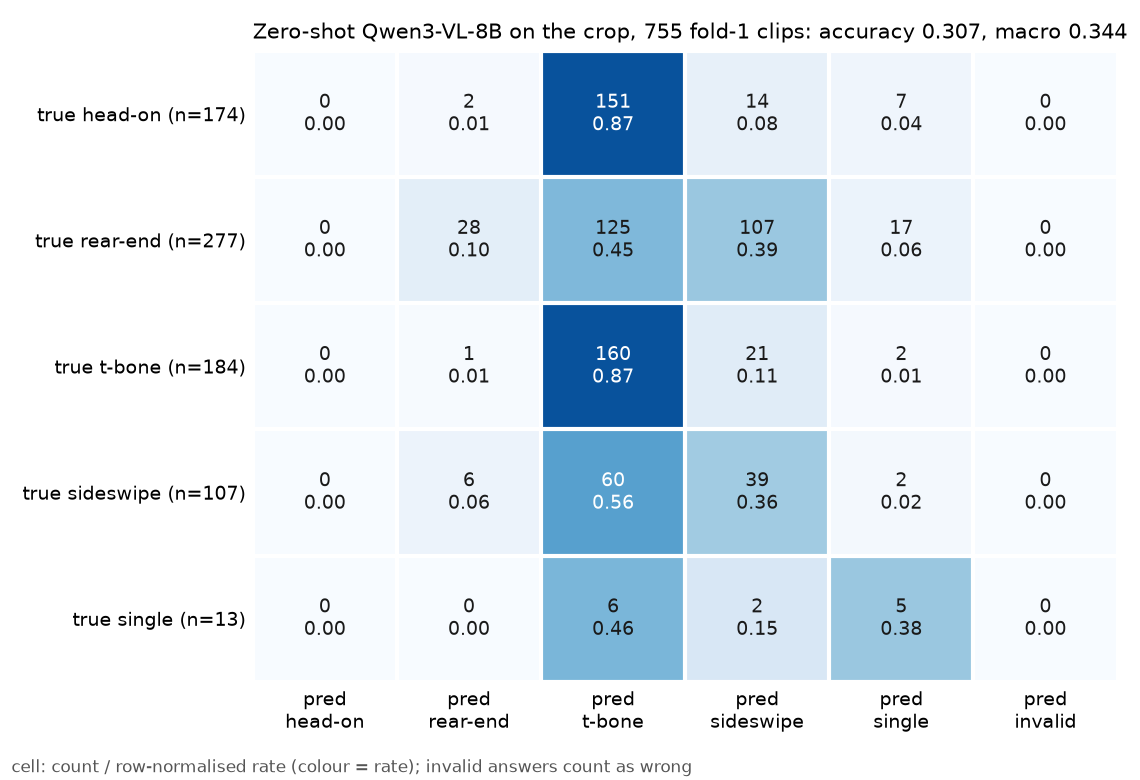 Zero-shot Qwen3-VL-8B on the crop, 755 fold-1 clips: accuracy 0.307, macro 0.344
true head-on (n=174)
0 2 151 14 7 0
0.00 0.01 0.87 0.08 0.04 0.00
true rear-end (n=277)
0 28 125 107 17 0
0.00 0.10 0.45 0.39 0.06 0.00
true t-bone (n=184)
0 1 160 21 2 0
0.00 0.01 0.87 0.11 0.01 0.00
true sideswipe (n=107)
0 6 60 39 2 0
0.00 0.06 0.56 0.36 0.02 0.00
true single (n=13)
0 0 6 2 5 0
0.00 0.00 0.46 0.15 0.38 0.00
pred pred pred pred pred pred
head-on rear-end t-bone sideswipe single invalid
cell: count / row-normalised rate (colour = rate); invalid answers count as wrong